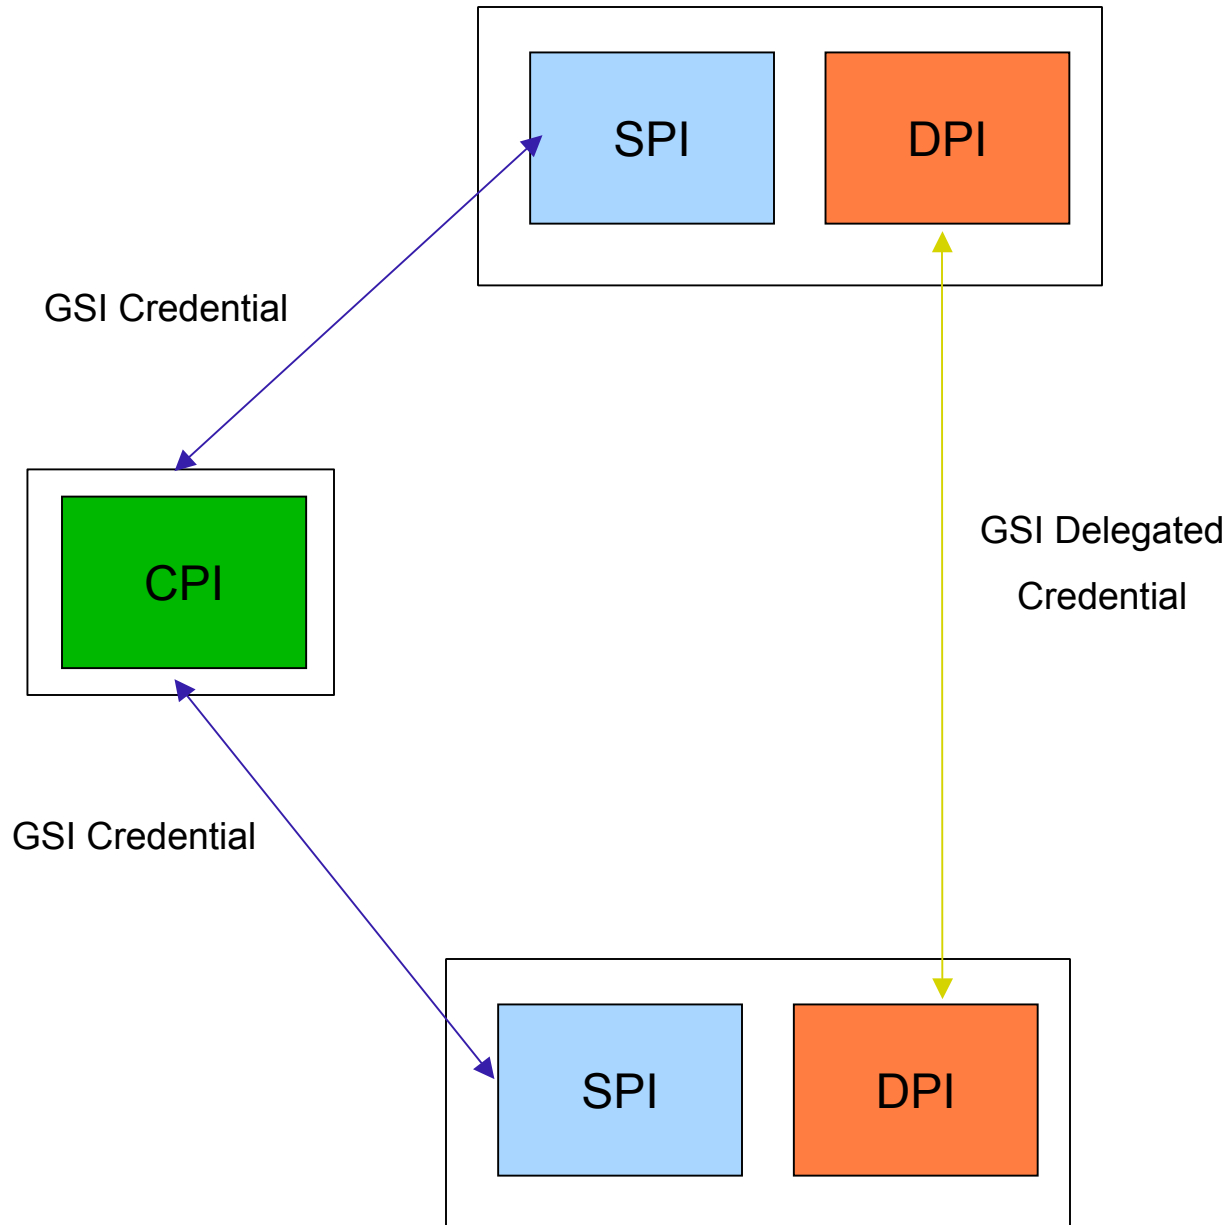 SPI
DPI
GSI Credential
GSI Delegated
Credential
CPI
GSI Credential
SPI
DPI